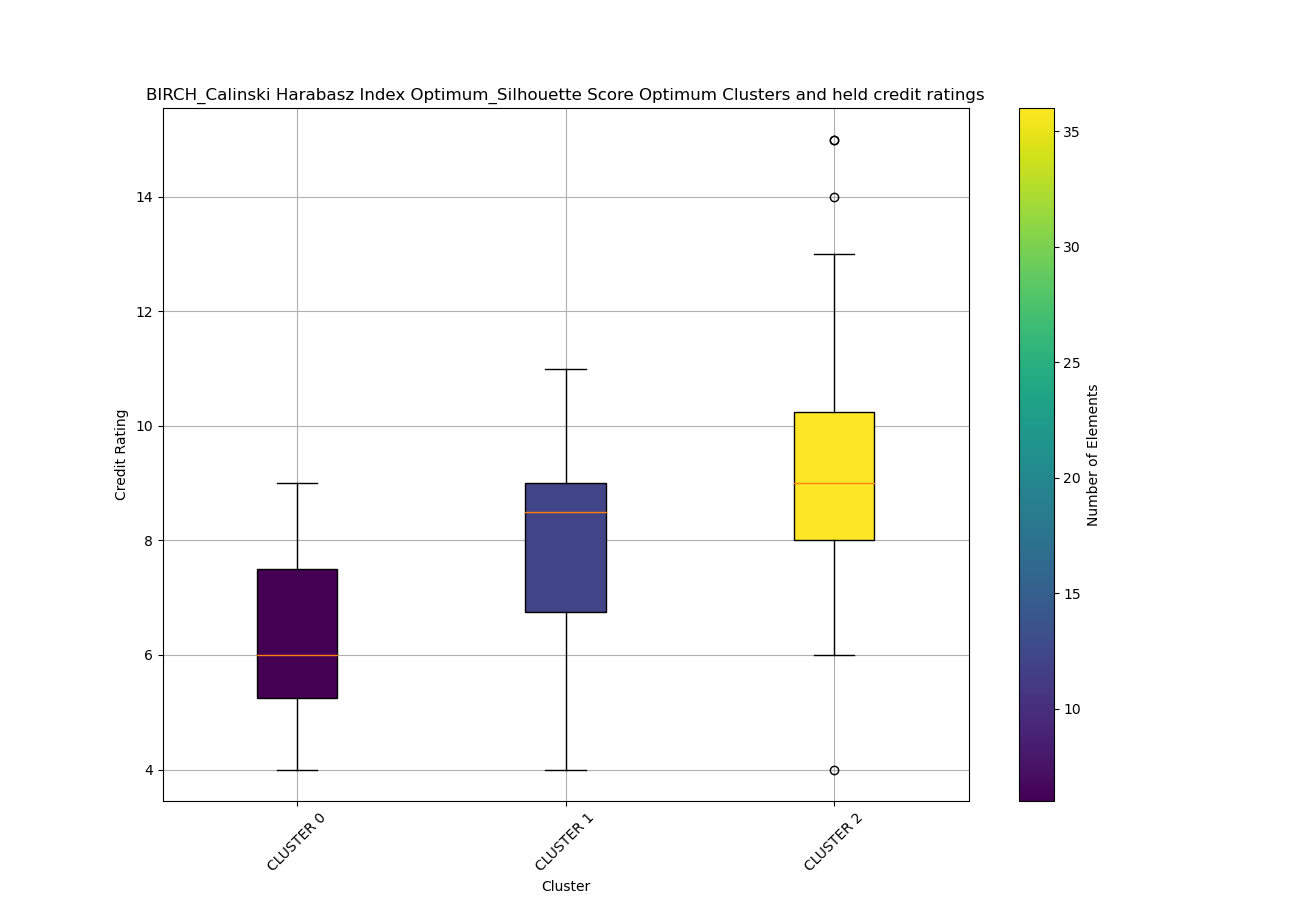 BIRCH_Calinski Harabasz Index Optimum_Silhouette Score Optimum Clusters and held credit ratings
14
12
10
8
6
4
Credit Rating
CLUSTER 0
CLUSTER 1
CLUSTER 2
Cluster
35
30
25
20
15
10
Number of Elements